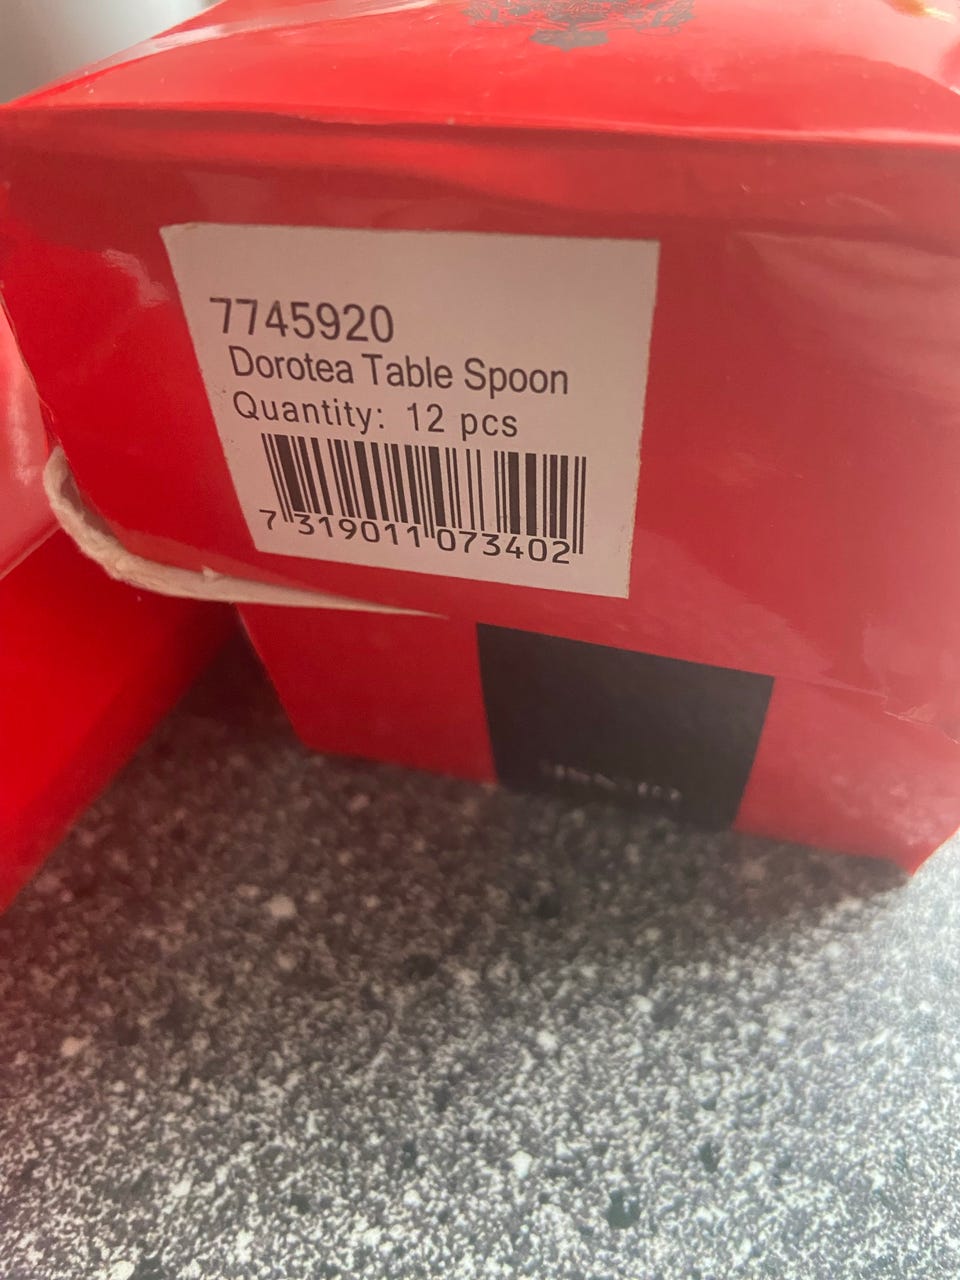 7745920
Dorotea Table Spoon
Quantity: 12 pcs
7 319011 073402